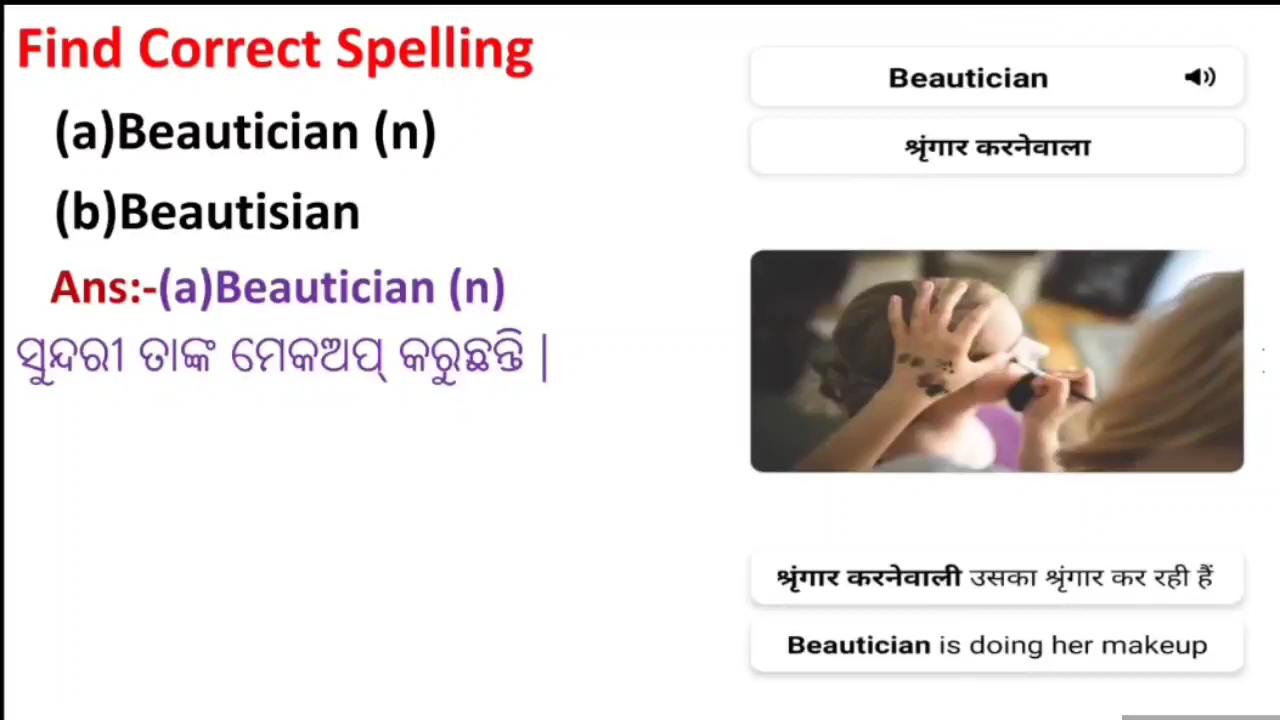 Find Correct Spelling
(a)Beautician (n)
(b)Beautisian
Ans:-(a)Beautician (n)
ସୁନ୍ଦରୀ ତାଙ୍କ ମେକଅପ୍ କରୁଛନ୍ତି |
Beautician
श्रृंगार करनेवाला
श्रृंगार करनेवाली उसका श्रृंगार कर रही हैं
Beautician is doing her makeup